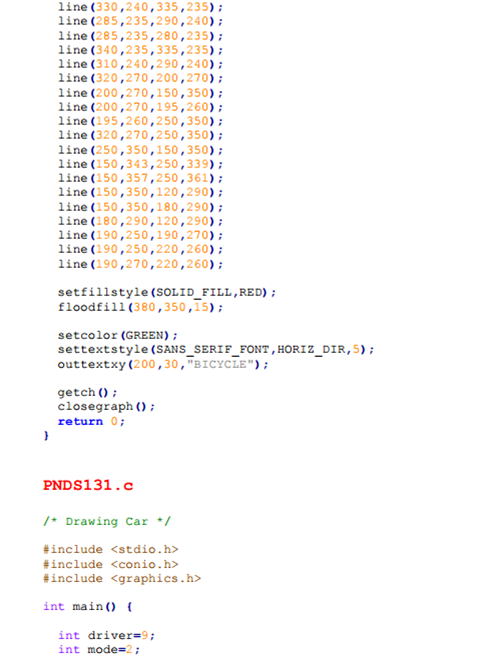 line(330,240,335,235);
line(285,235,290,240);
line(285,235,280,235);
line(340,235,335,235);
line(310,240,290,240);
line(320,270,200,270);
line(200,270,150,350);
line(200,270,195,260);
line(195,260,250,350);
line(320,270,250,350);
line(250,350,150,350);
line(150,343,250,339);
line(150,357,250,361);
line(150,350,120,290);
line(150,350,180,290);
line(180,290,120,290);
line(190,250,190,270);
line(190,250,220,260);
line(190,270,220,260);
setfillstyle(SOLID_FILL,RED);
floodfill(380,350,15);
setcolor(GREEN);
settextstyle(SANS_SERIF_FONT,HORIZ_DIR,5);
outtextxy(200,30,"BICYCLE");
getch();
closegraph();
return 0;
}
PNDS131.c
/* Drawing Car */
#include <stdio.h>
#include <conio.h>
#include <graphics.h>
int main() {
int driver=9;
int mode=2;